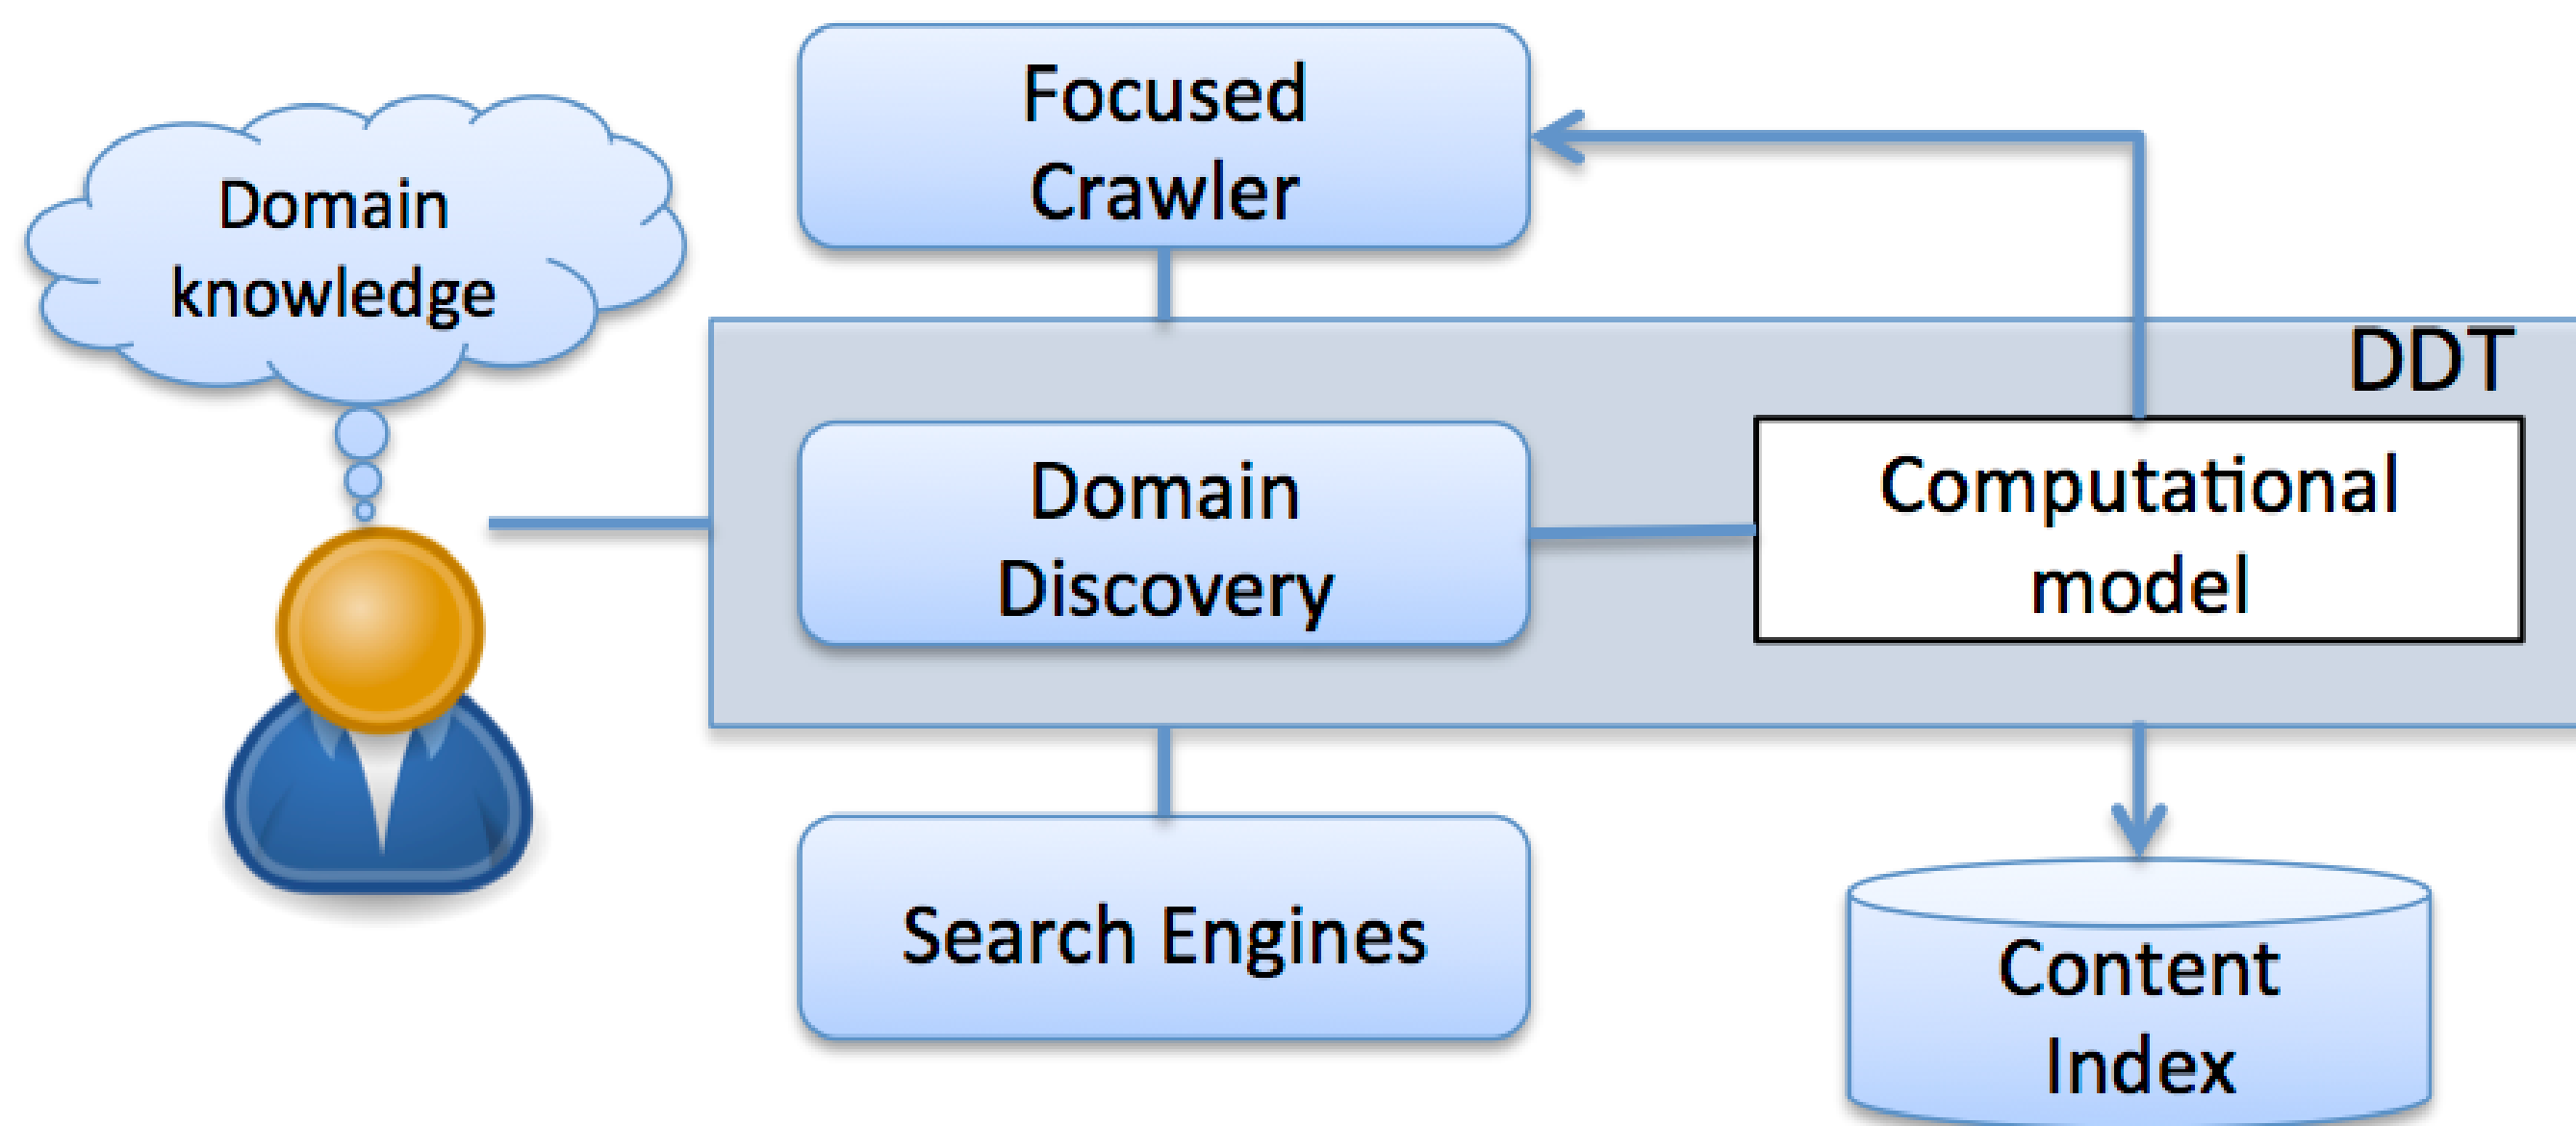 Focused
Crawler
Domain
knowledge
DDT
Domain
Discovery
Computational
model
Search Engines
Content
Index